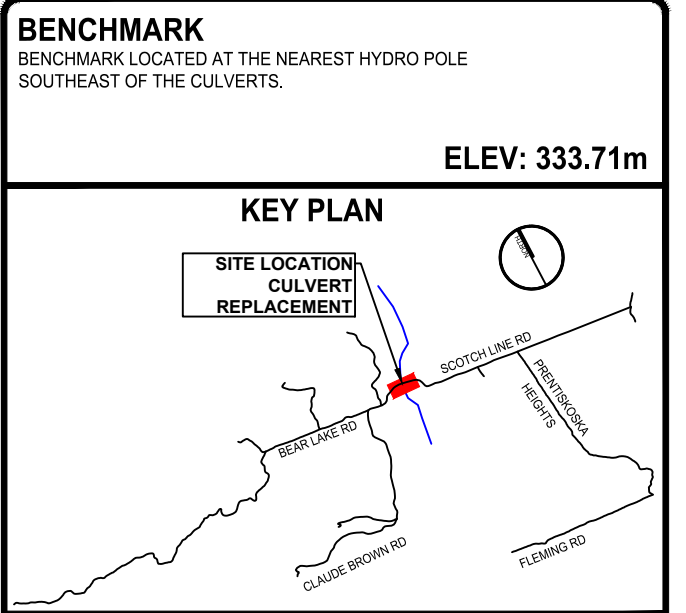 BENCHMARK
BENCHMARK LOCATED AT THE NEAREST HYDRO POLE
SOUTHEAST OF THE CULVERTS.
ELEV: 333.71m
KEY PLAN
NORTH
SITE LOCATION
CULVERT
REPLACEMENT
SCOTCH LINE RD
PRENTISKOSKA
HEIGHTS
BEAR LAKE RD
CLAUDE BROWN RD
FLEMING RD